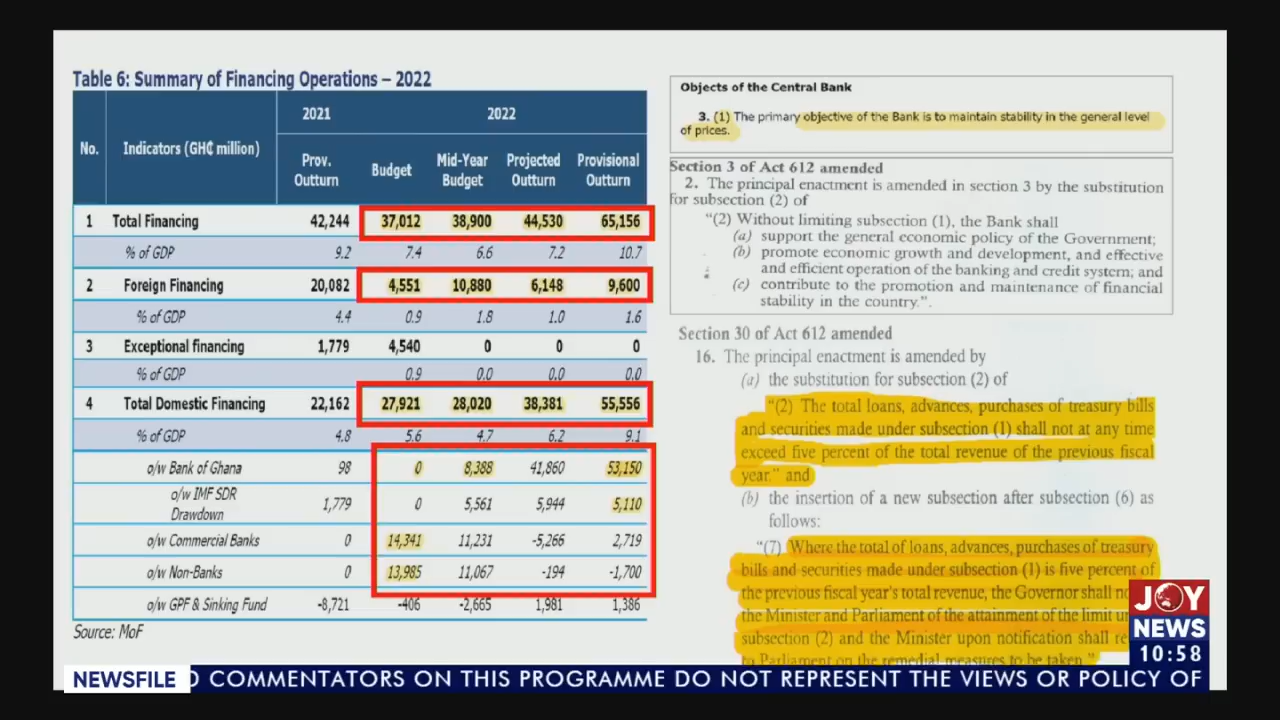 Table 6: Summary of Financing Operations – 2022
No. Indicators (GH₵ million) 2021 2022
Prov. Outturn Budget Mid-Year Budget Projected Outturn Provisional Outturn
1 Total Financing 42,244 37,012 38,900 44,530 65,156
% of GDP 9.2 7.4 6.6 7.2 10.7
2 Foreign Financing 20,082 4,551 10,880 6,148 9,600
% of GDP 4.4 0.9 1.8 1.0 1.6
3 Exceptional financing 1,779 4,540 0 0 0
% of GDP 0.9 0.0 0.0 0.0
4 Total Domestic Financing 22,162 27,921 28,020 38,381 55,556
% of GDP 4.8 5.6 4.7 6.2 9.1
o/w Bank of Ghana 98 0 8,388 41,860 53,150
o/w IMF SDR Drawdown 1,779 0 5,561 5,944 5,110
o/w Commercial Banks 0 14,341 11,231 -5,266 2,719
o/w Non-Banks 0 13,985 11,067 -194 -1,700
o/w GPF & Sinking Fund -8,721 -406 -2,665 1,981 1,386
Source: MoF
Objects of the Central Bank
3. (1) The primary objective of the Bank is to maintain stability in the general level
of prices.
Section 3 of Act 612 amended
2. The principal enactment is amended in section 3 by the substitution
for subsection (2) of
"(2) Without limiting subsection (1), the Bank shall
(a) support the general economic policy of the Government;
(b) promote economic growth and development, and effective
and efficient operation of the banking and credit system; and
(c) contribute to the promotion and maintenance of financial
stability in the country.".
Section 30 of Act 612 amended
16. The principal enactment is amended by
(a) the substitution for subsection (2) of
"(2) The total loans, advances, purchases of treasury bills
and securities made under subsection (1) shall not at any time
exceed five percent of the total revenue of the previous fiscal
year." and
(b) the insertion of a new subsection after subsection (6) as
follows:
"(7) Where the total of loans, advances, purchases of treasury
bills and securities made under subsection (1) is five percent of
the previous fiscal year's total revenue, the Governor shall
the Minister and Parliament of the attainment of the limit
subsection (2) and the Minister upon notification shall
to Parliament on the remedial measures to be taken."
JOY
NEWS
10:58
NEWSFILE COMMENTATORS ON THIS PROGRAMME DO NOT REPRESENT THE VIEWS OR POLICY OF